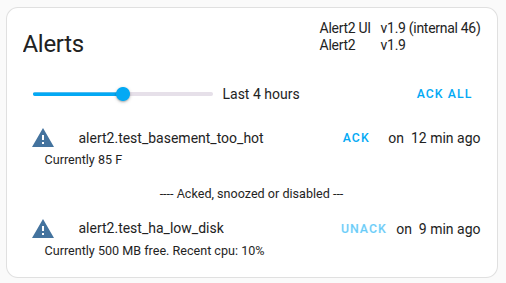 Alerts
Alert2 UI v1.9 (internal 46)
Alert2 v1.9
Last 4 hours ACK ALL
alert2.test_basement_too_hot ACK on 12 min ago
Currently 85 F
---- Acked, snoozed or disabled ---
alert2.test_ha_low_disk UNACK on 9 min ago
Currently 500 MB free. Recent cpu: 10%